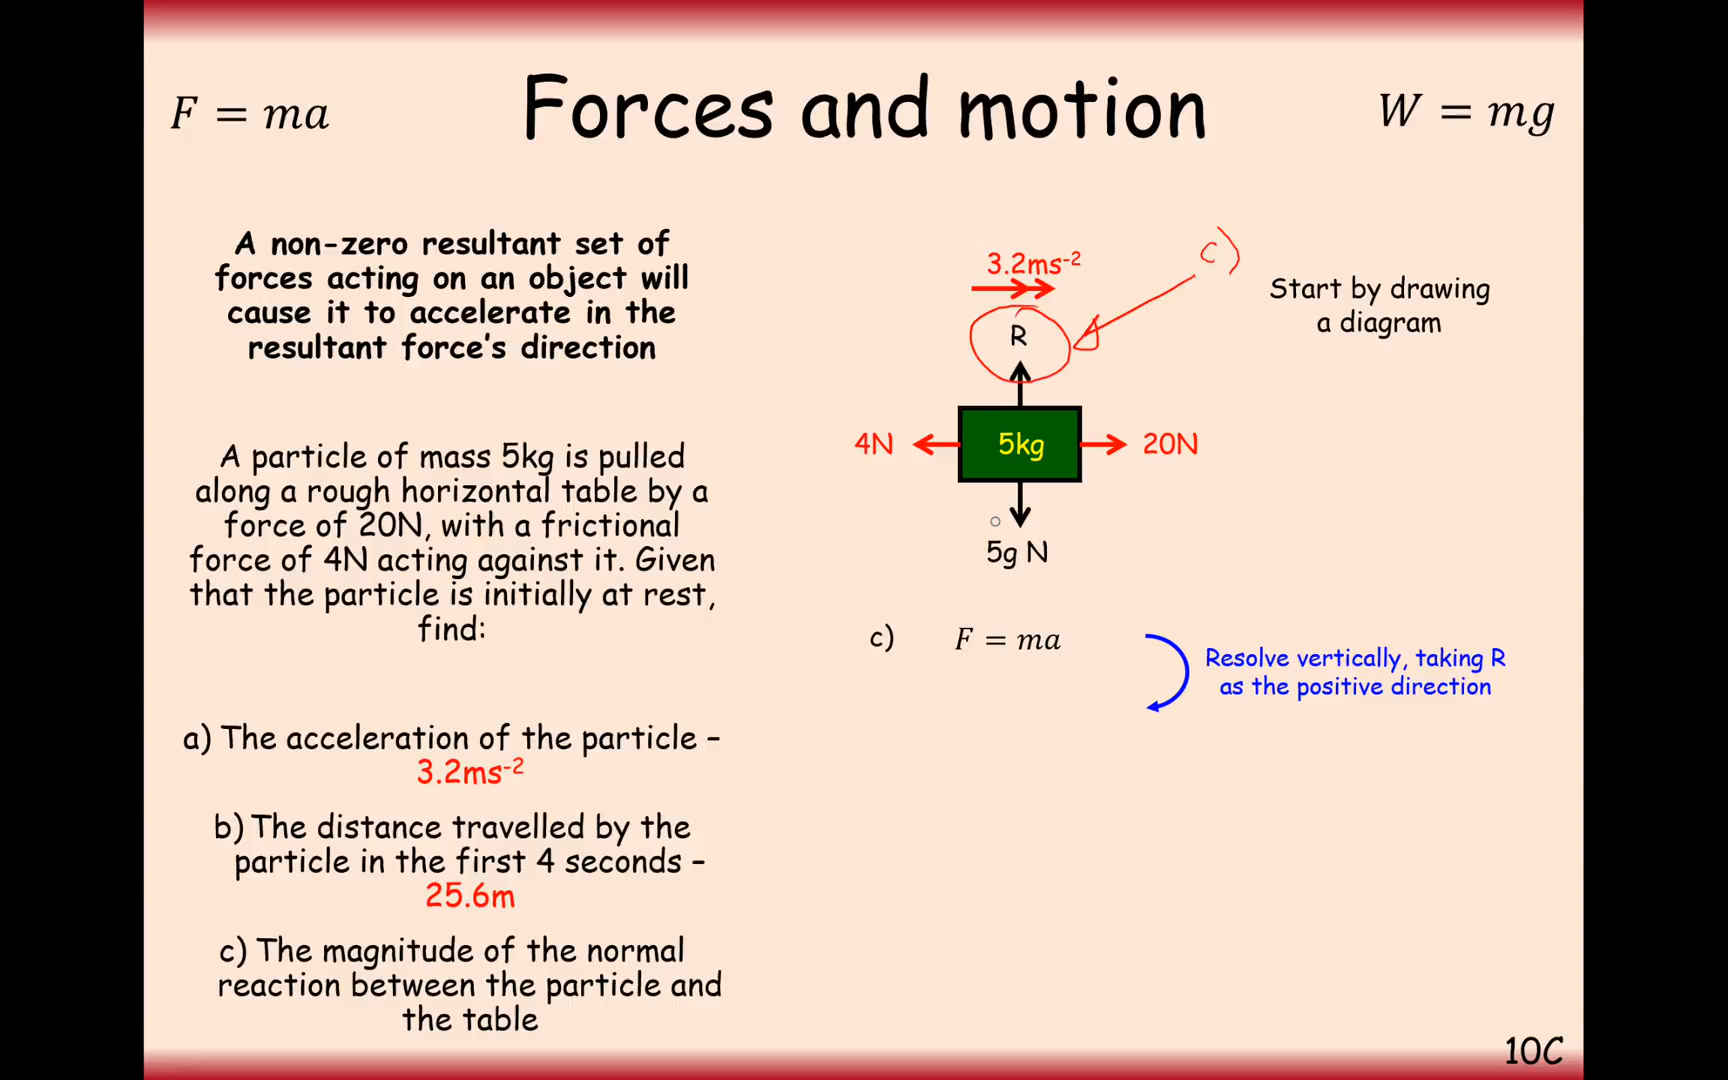 F = ma
Forces and motion
W = mg
A non-zero resultant set of
forces acting on an object will
cause it to accelerate in the
resultant force's direction
A particle of mass 5kg is pulled
along a rough horizontal table by a
force of 20N, with a frictional
force of 4N acting against it. Given
that the particle is initially at rest,
find:
a) The acceleration of the particle –
3.2ms⁻²
b) The distance travelled by the
particle in the first 4 seconds –
25.6m
c) The magnitude of the normal
reaction between the particle and
the table
3.2ms⁻²
c)
R
4N
5kg
20N
5g N
Start by drawing
a diagram
c) F = ma
Resolve vertically, taking R
as the positive direction
10C